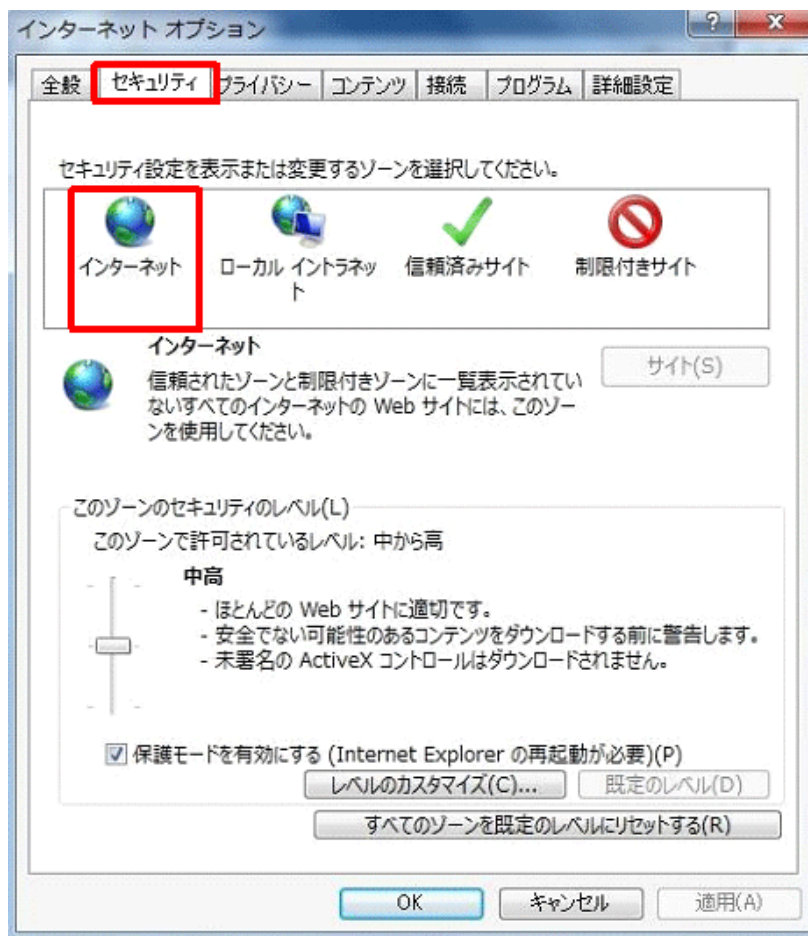 インターネット オプション
?
全般 セキュリティ プライバシー コンテンツ 接続 プログラム 詳細設定
セキュリティ設定を表示または変更するゾーンを選択してください。
インターネット
ローカル イントラネッ
ト
信頼済みサイト
制限付きサイト
インターネット
信頼されたゾーンと制限付きゾーンに一覧表示されてい
ないすべてのインターネットの Web サイトには、このゾー
ンを使用してください。
サイト(S)
このゾーンのセキュリティのレベル(L)
このゾーンで許可されているレベル: 中から高
中高
- ほとんどの Web サイトに適切です。
- 安全でない可能性のあるコンテンツをダウンロードする前に警告します。
- 未署名の ActiveX コントロールはダウンロードされません。
保護モードを有効にする (Internet Explorer の再起動が必要)(P)
レベルのカスタマイズ(C)... 既定のレベル(D)
すべてのゾーンを既定のレベルにリセットする(R)
OK キャンセル 適用(A)